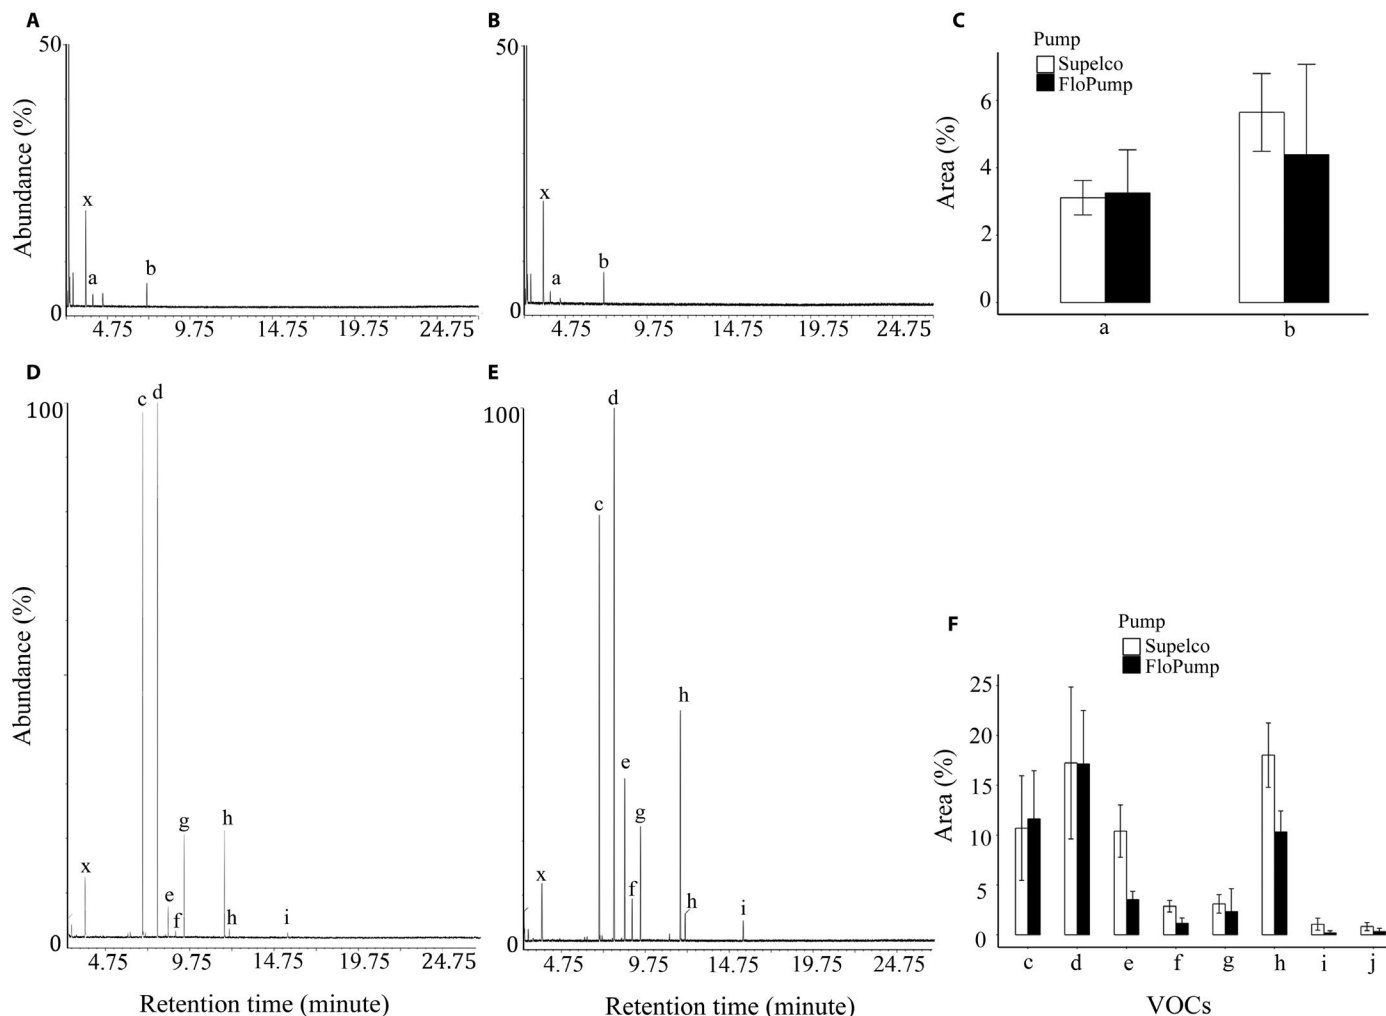 A
50
Abundance (%)
x
a
b
0
4.75 9.75 14.75 19.75 24.75
B
50
x
a
b
0
4.75 9.75 14.75 19.75 24.75
C
Pump
Supelco
FloPump
Area (%)
6
4
2
0
a b
D
100
Abundance (%)
c d
x
e
f
g
h
h
i
0
4.75 9.75 14.75 19.75 24.75
Retention time (minute)
E
100
d
c
h
e
g
x
f
h
i
0
4.75 9.75 14.75 19.75 24.75
Retention time (minute)
F
Pump
Supelco
FloPump
Area (%)
25
20
15
10
5
0
c d e f g h i j
VOCs